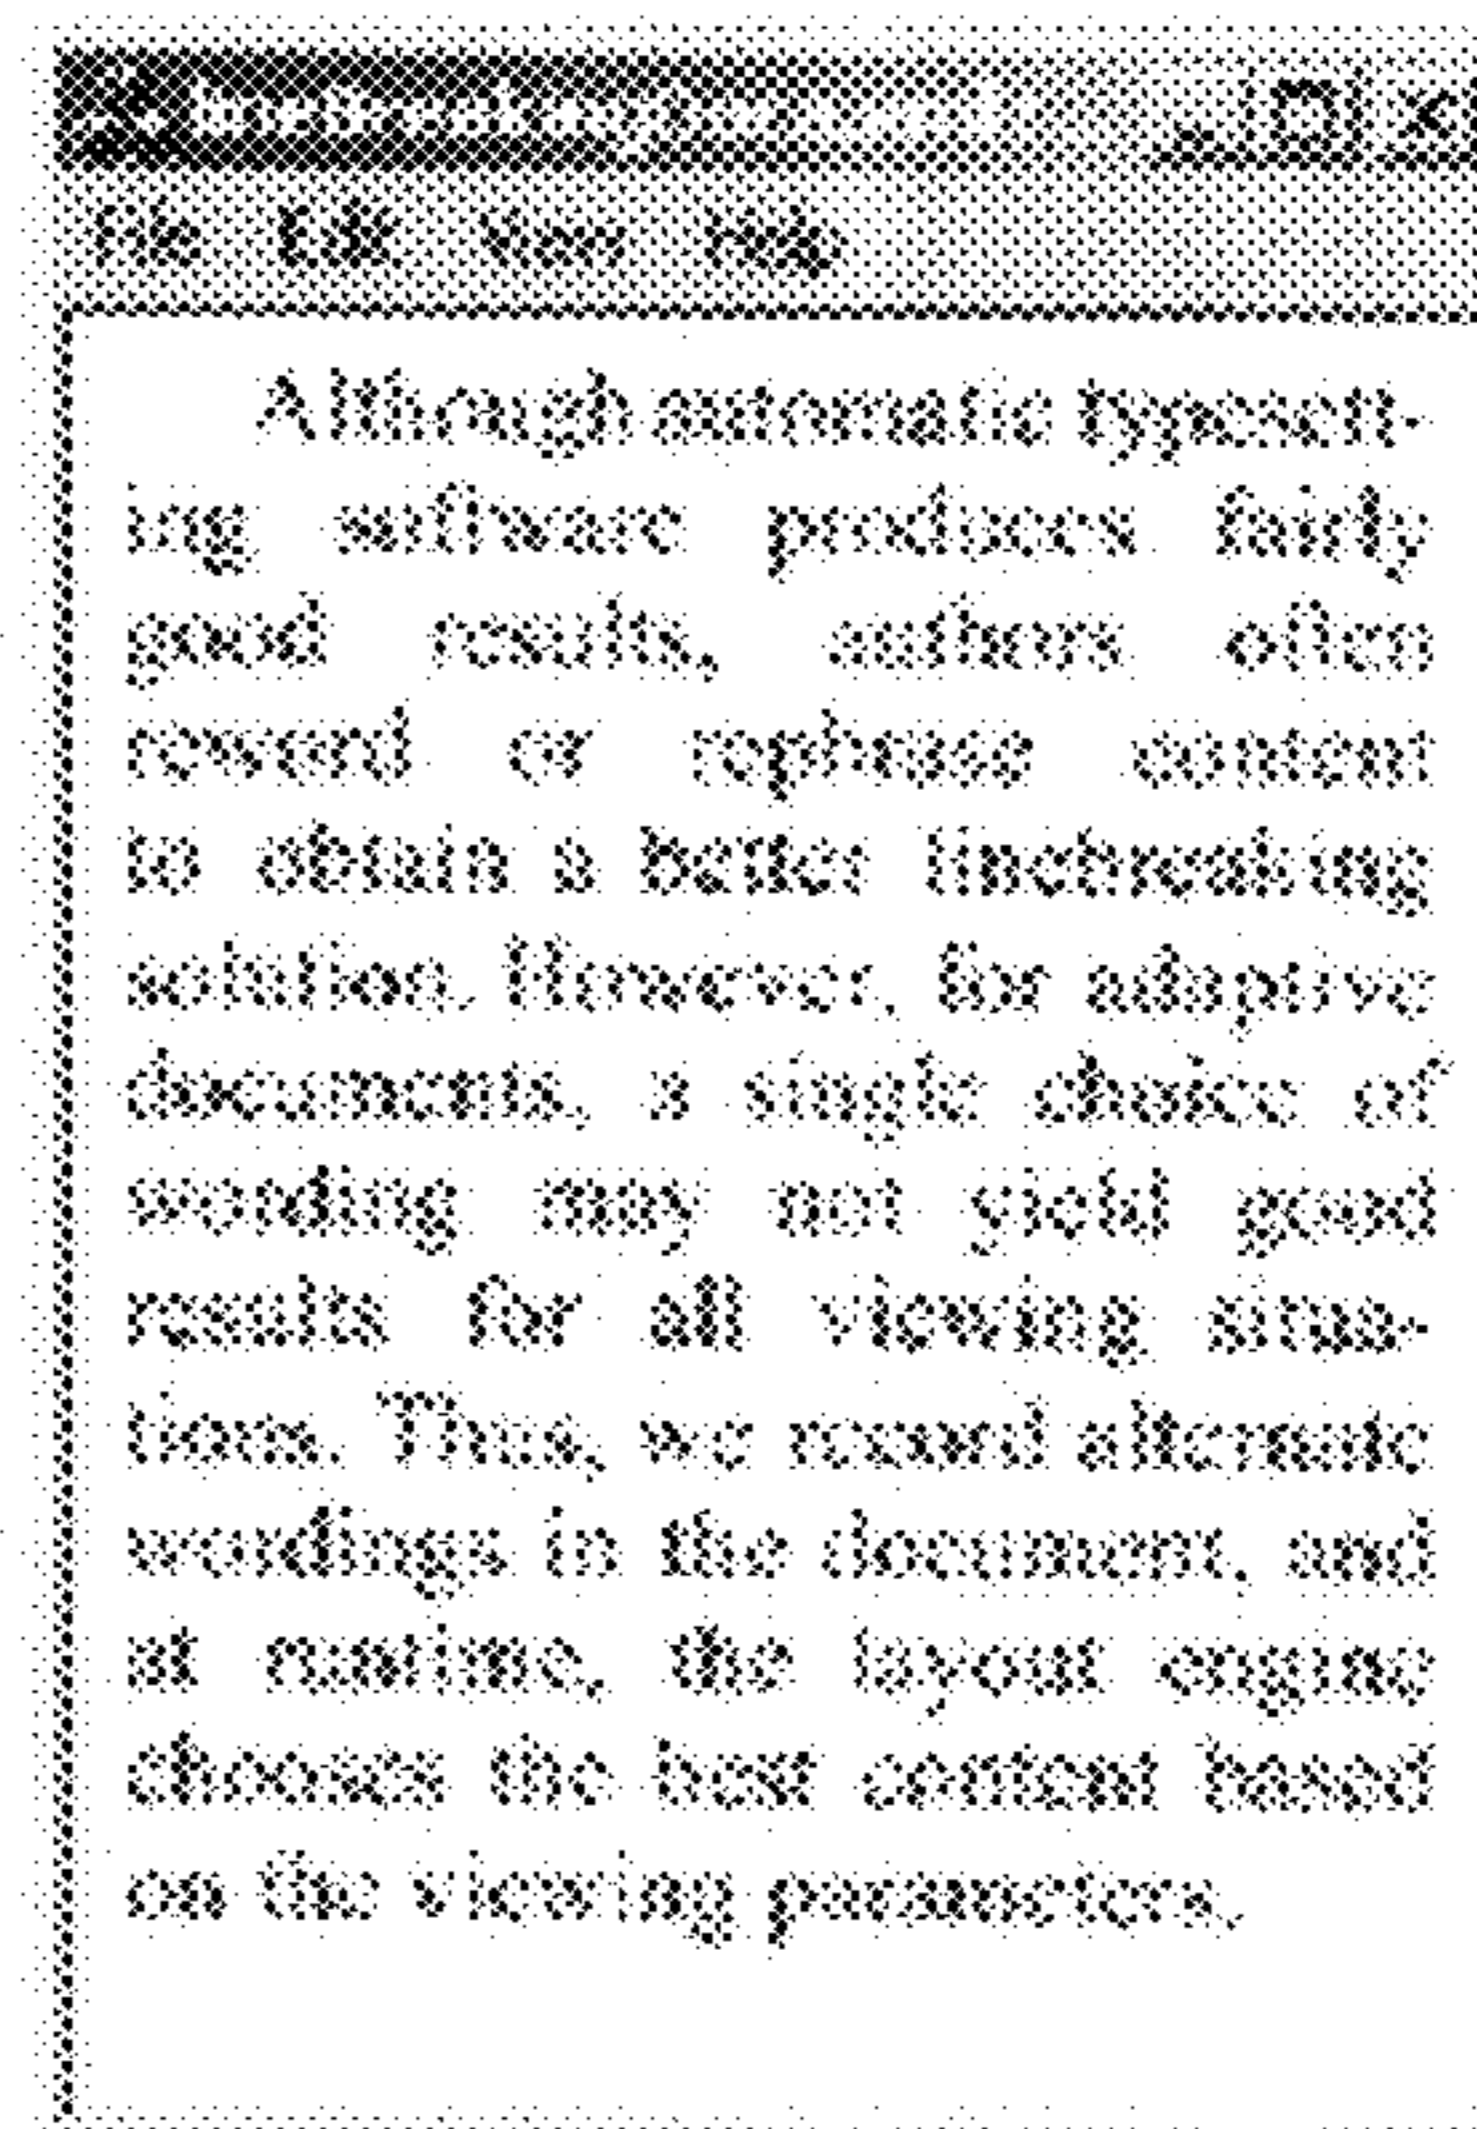 File Edit View Help
Although automatic typesett-
ing software produces fairly
good results, authors often
reword or rephrase content
to obtain a better linebreaking
solution. However, for adaptive
documents, a single choice of
wording may not yield good
results for all viewing situa-
tions. Thus, we record alternate
wordings in the document, and
at runtime, the layout engine
chooses the best content based
on the viewing parameters.